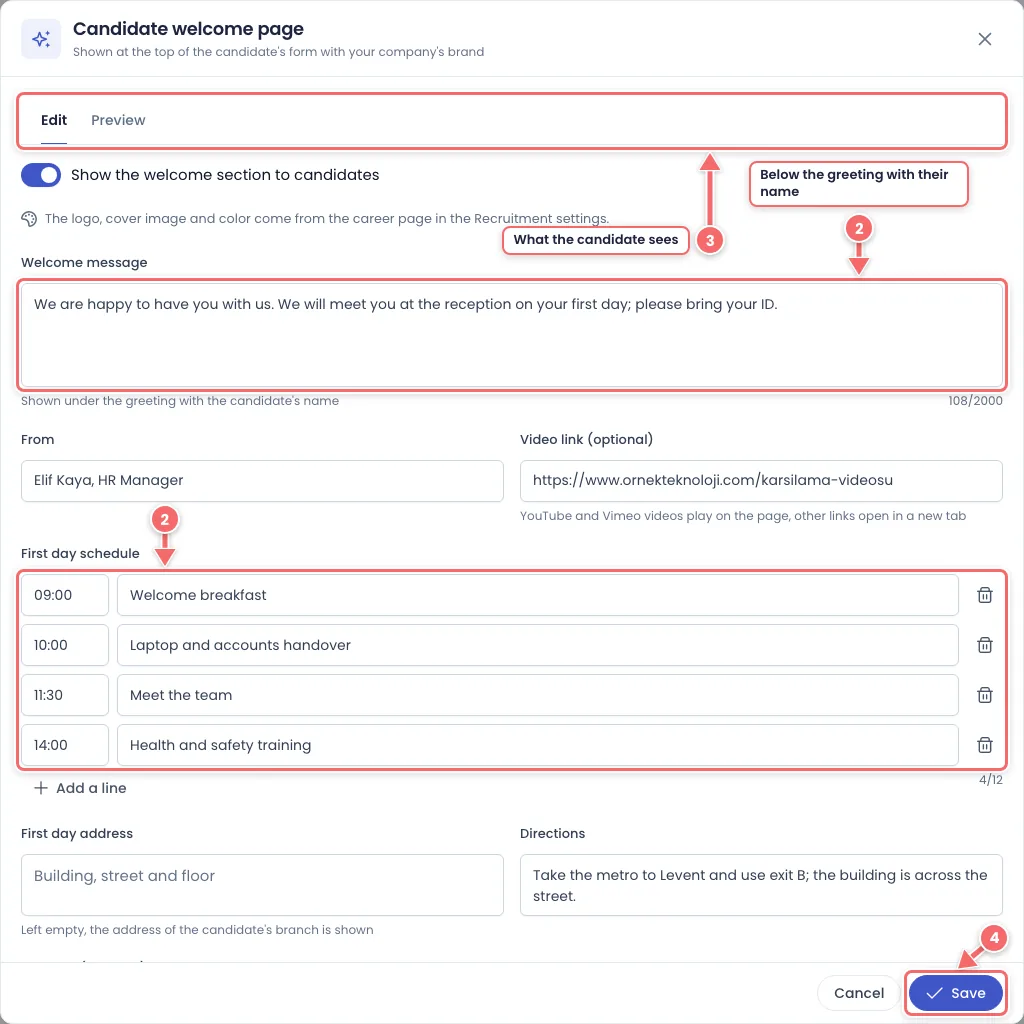 Candidate welcome page
Shown at the top of the candidate's form with your company's brand
Edit
Preview
Show the welcome section to candidates
Below the greeting with their
name
The logo, cover image and color come from the career page in the Recruitment settings.
What the candidate sees
3
2
Welcome message
We are happy to have you with us. We will meet you at the reception on your first day; please bring your ID.
Shown under the greeting with the candidate's name
108/2000
From
Video link (optional)
Elif Kaya, HR Manager
https://www.ornekteknoloji.com/karsilama-videosu
YouTube and Vimeo videos play on the page, other links open in a new tab
2
First day schedule
09:00
Welcome breakfast
10:00
Laptop and accounts handover
11:30
Meet the team
14:00
Health and safety training
4/12
Add a line
First day address
Directions
Building, street and floor
Take the metro to Levent and use exit B; the building is across the
street.
Left empty, the address of the candidate's branch is shown
4
Cancel
Save